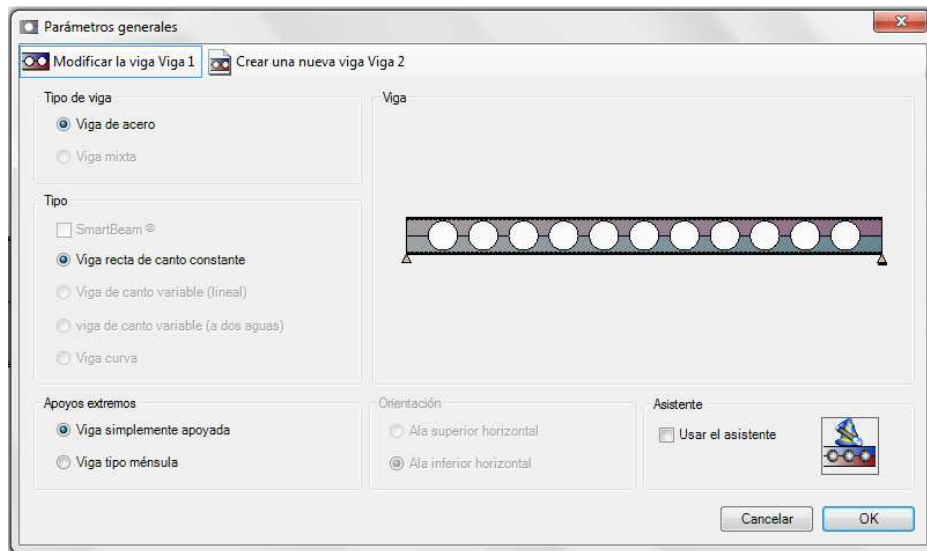 Parámetros generales
Modificar la viga Viga 1
Crear una nueva viga Viga 2
Tipo de viga
Viga de acero
Viga mixta
Tipo
SmartBeam ©
Viga recta de canto constante
Viga de canto variable (lineal)
viga de canto variable (a dos aguas)
Viga curva
Viga
Apoyos extremos
Viga simplemente apoyada
Viga tipo ménsula
Orientación
Ala superior horizontal
Ala inferior horizontal
Asistente
Usar el asistente
Cancelar
OK